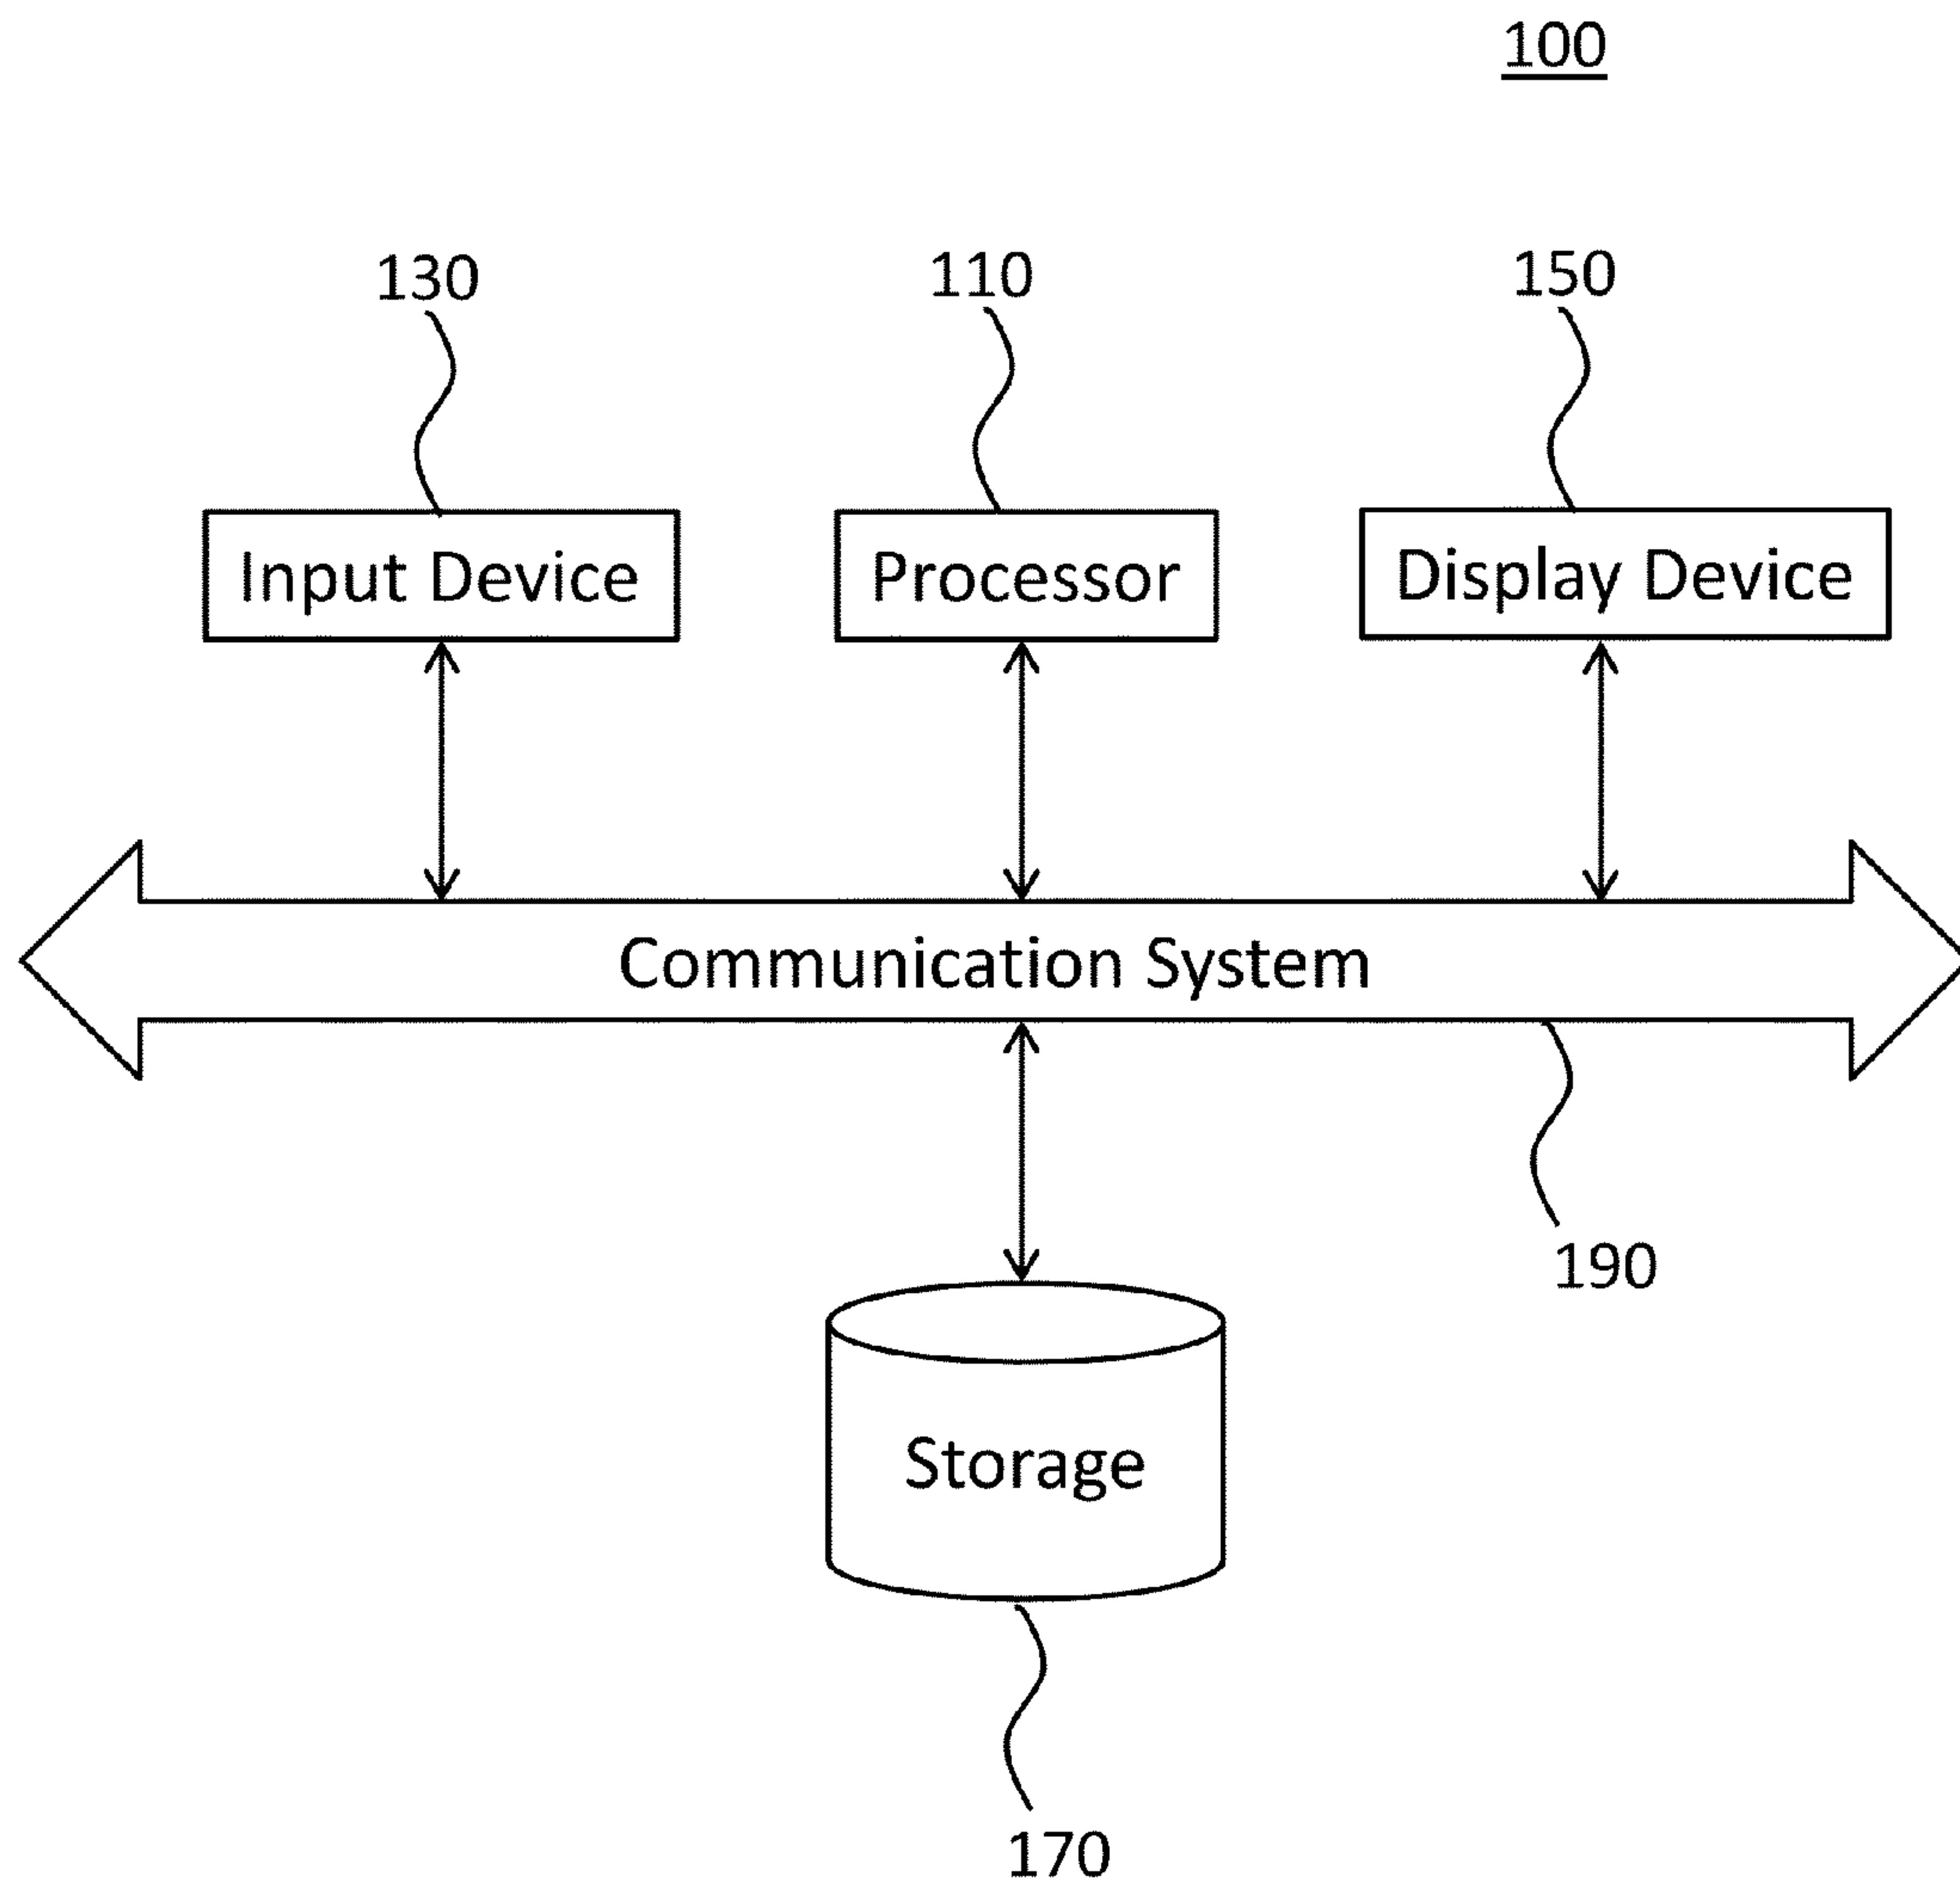 100
130
110
150
Input Device
Processor
Display Device
Communication System
190
Storage
170